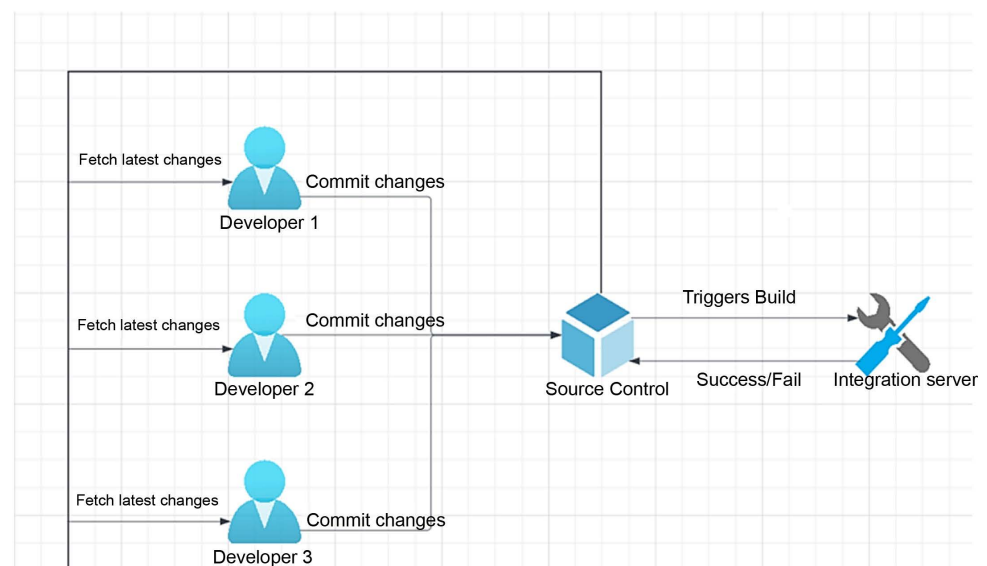 Fetch latest changes
Commit changes
Developer 1
Triggers Build
Fetch latest changes
Commit changes
Developer 2
Source Control
Success/Fail
Integration server
Fetch latest changes
Commit changes
Developer 3